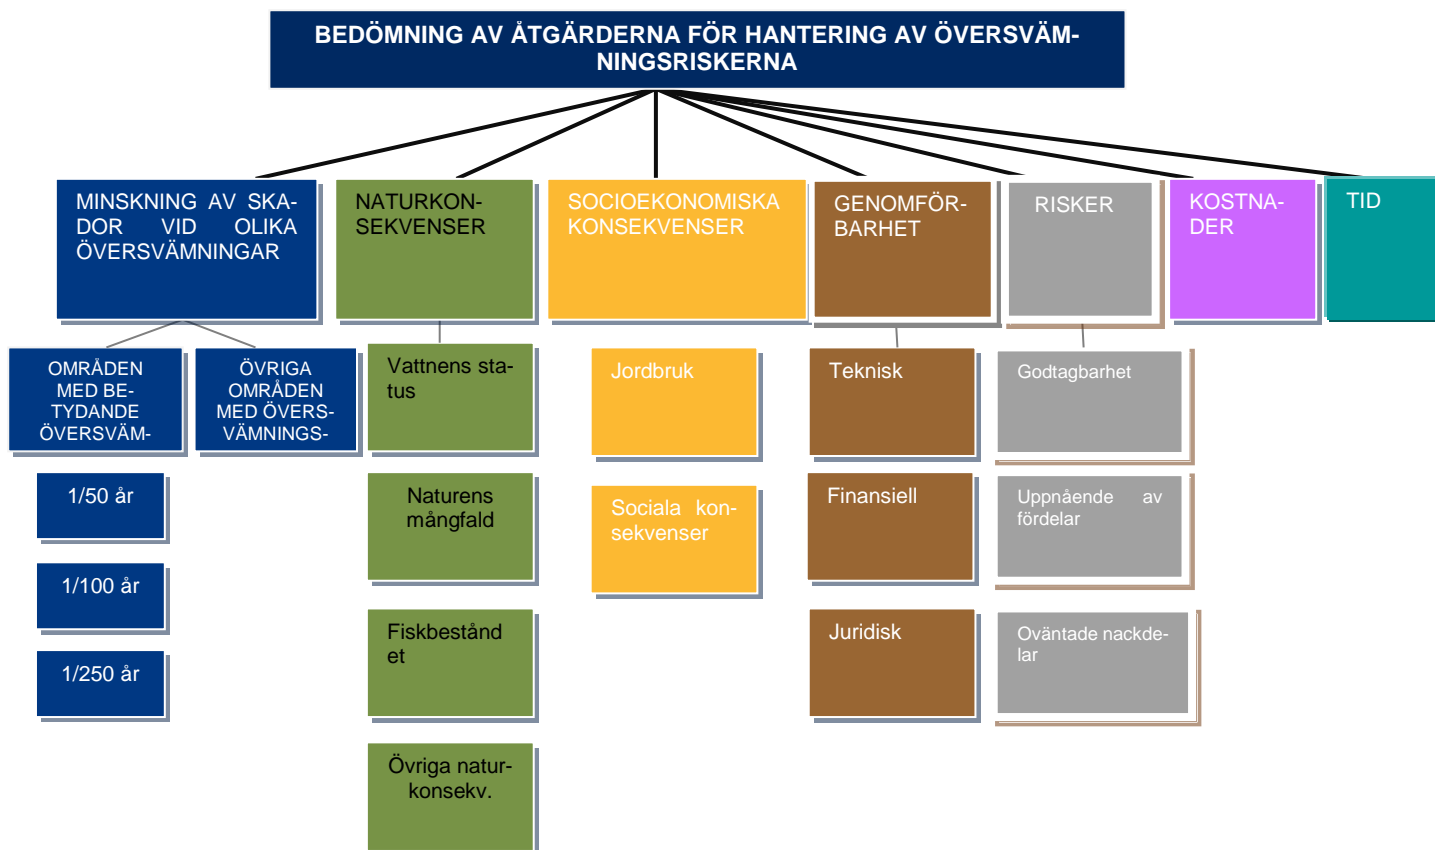 BEDÖMNING AV ÅTGÄRDERNA FÖR HANTERING AV ÖVERSVÄM-
NINGSRISKERNA
MINSKNING AV SKA-
DOR VID OLIKA
ÖVERSVÄMNINGAR
NATURKON-
SEKVENSER
SOCIOEKONOMISKA
KONSEKVENSER
GENOMFÖR-
BARHET
RISKER
KOSTNA-
DER
TID
OMRÅDEN
MED BE-
TYDANDE
ÖVERSVÄM-
ÖVRIGA
OMRÅDEN
MED ÖVERS-
VÄMNINGS-
1/50 år
1/100 år
1/250 år
Vattnens sta-
tus
Naturens
mångfald
Fiskbestånd
et
Övriga natur-
konsekv.
Jordbruk
Sociala kon-
sekvenser
Teknisk
Finansiell
Juridisk
Godtagbarhet
Uppnående av
fördelar
Oväntade nackde-
lar